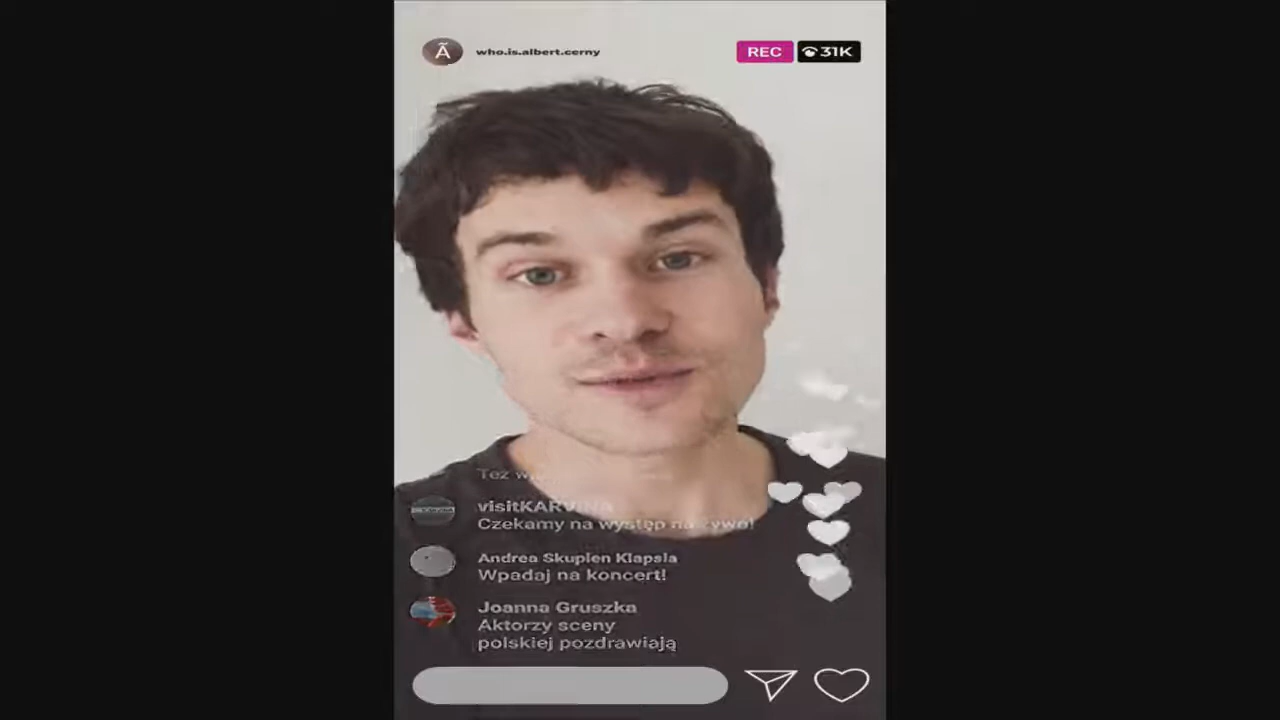 Ã
who.is.albert.cerny
REC
31K
Też
visitKARVINA
Czekamy na występ na żywo!
Andrea Skupien Klapsia
Wpadaj na koncert!
Joanna Gruszka
Aktorzy sceny
polskiej pozdrawiają